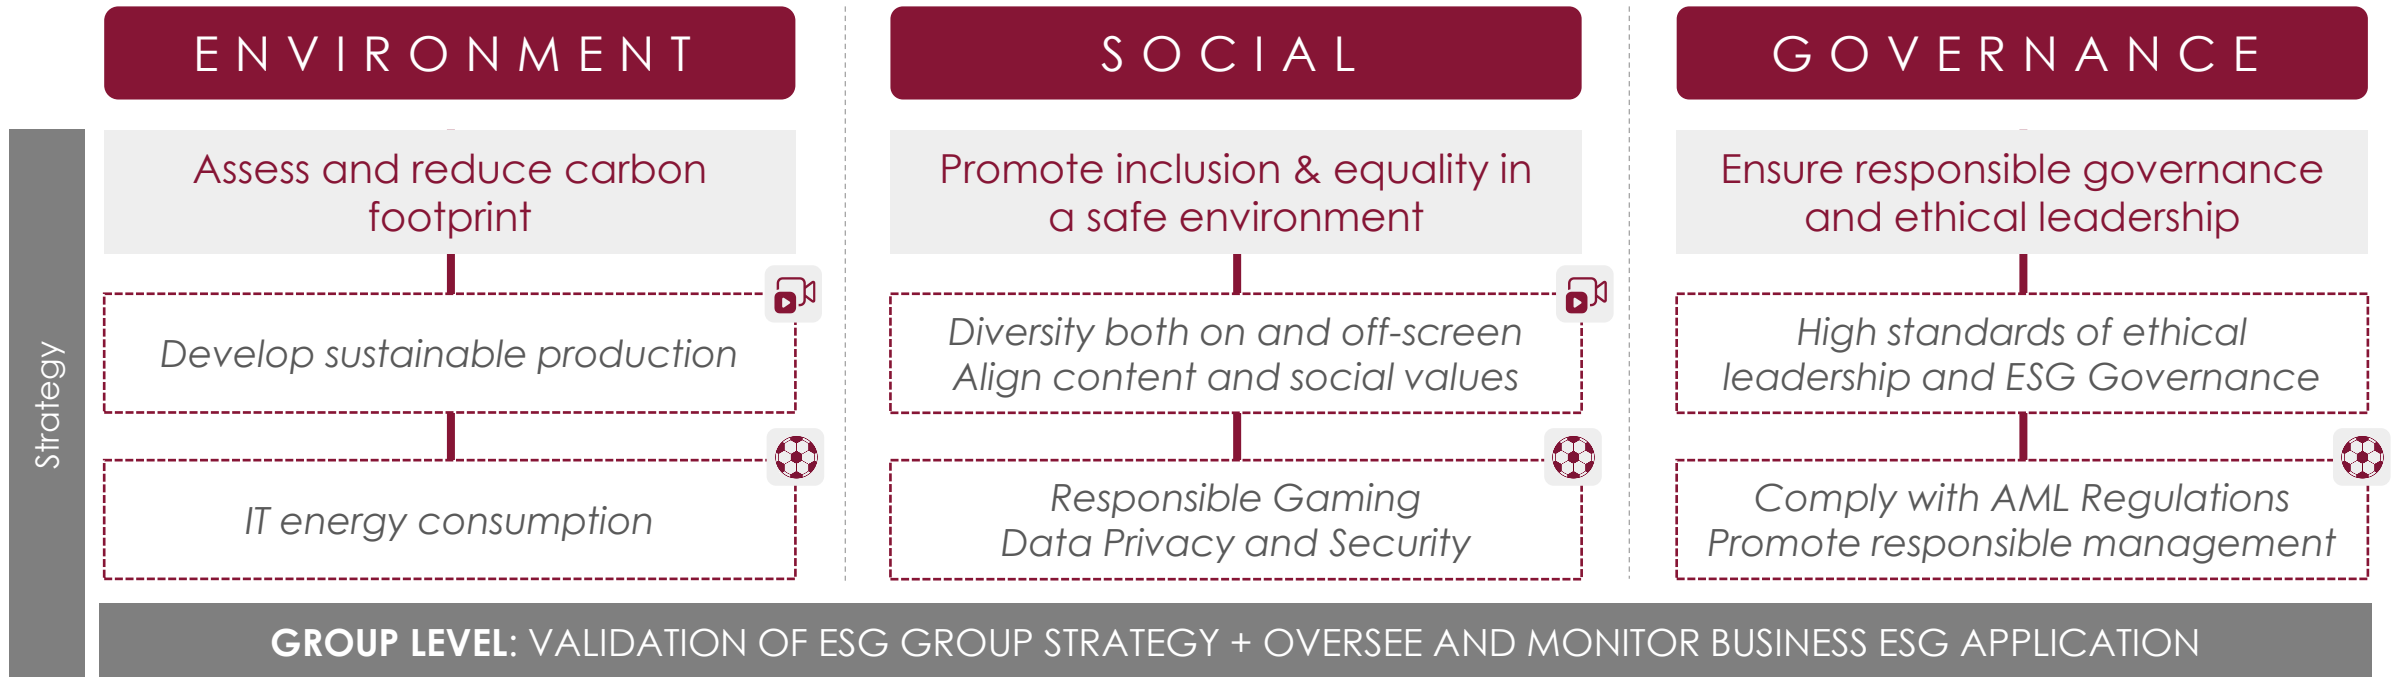 ENVIRONMENT
SOCIAL
GOVERNANCE
Strategy
Assess and reduce carbon
footprint
Promote inclusion & equality in
a safe environment
Ensure responsible governance
and ethical leadership
Develop sustainable production
Diversity both on and off-screen
Align content and social values
High standards of ethical
leadership and ESG Governance
IT energy consumption
Responsible Gaming
Data Privacy and Security
Comply with AML Regulations
Promote responsible management
GROUP LEVEL: VALIDATION OF ESG GROUP STRATEGY + OVERSEE AND MONITOR BUSINESS ESG APPLICATION